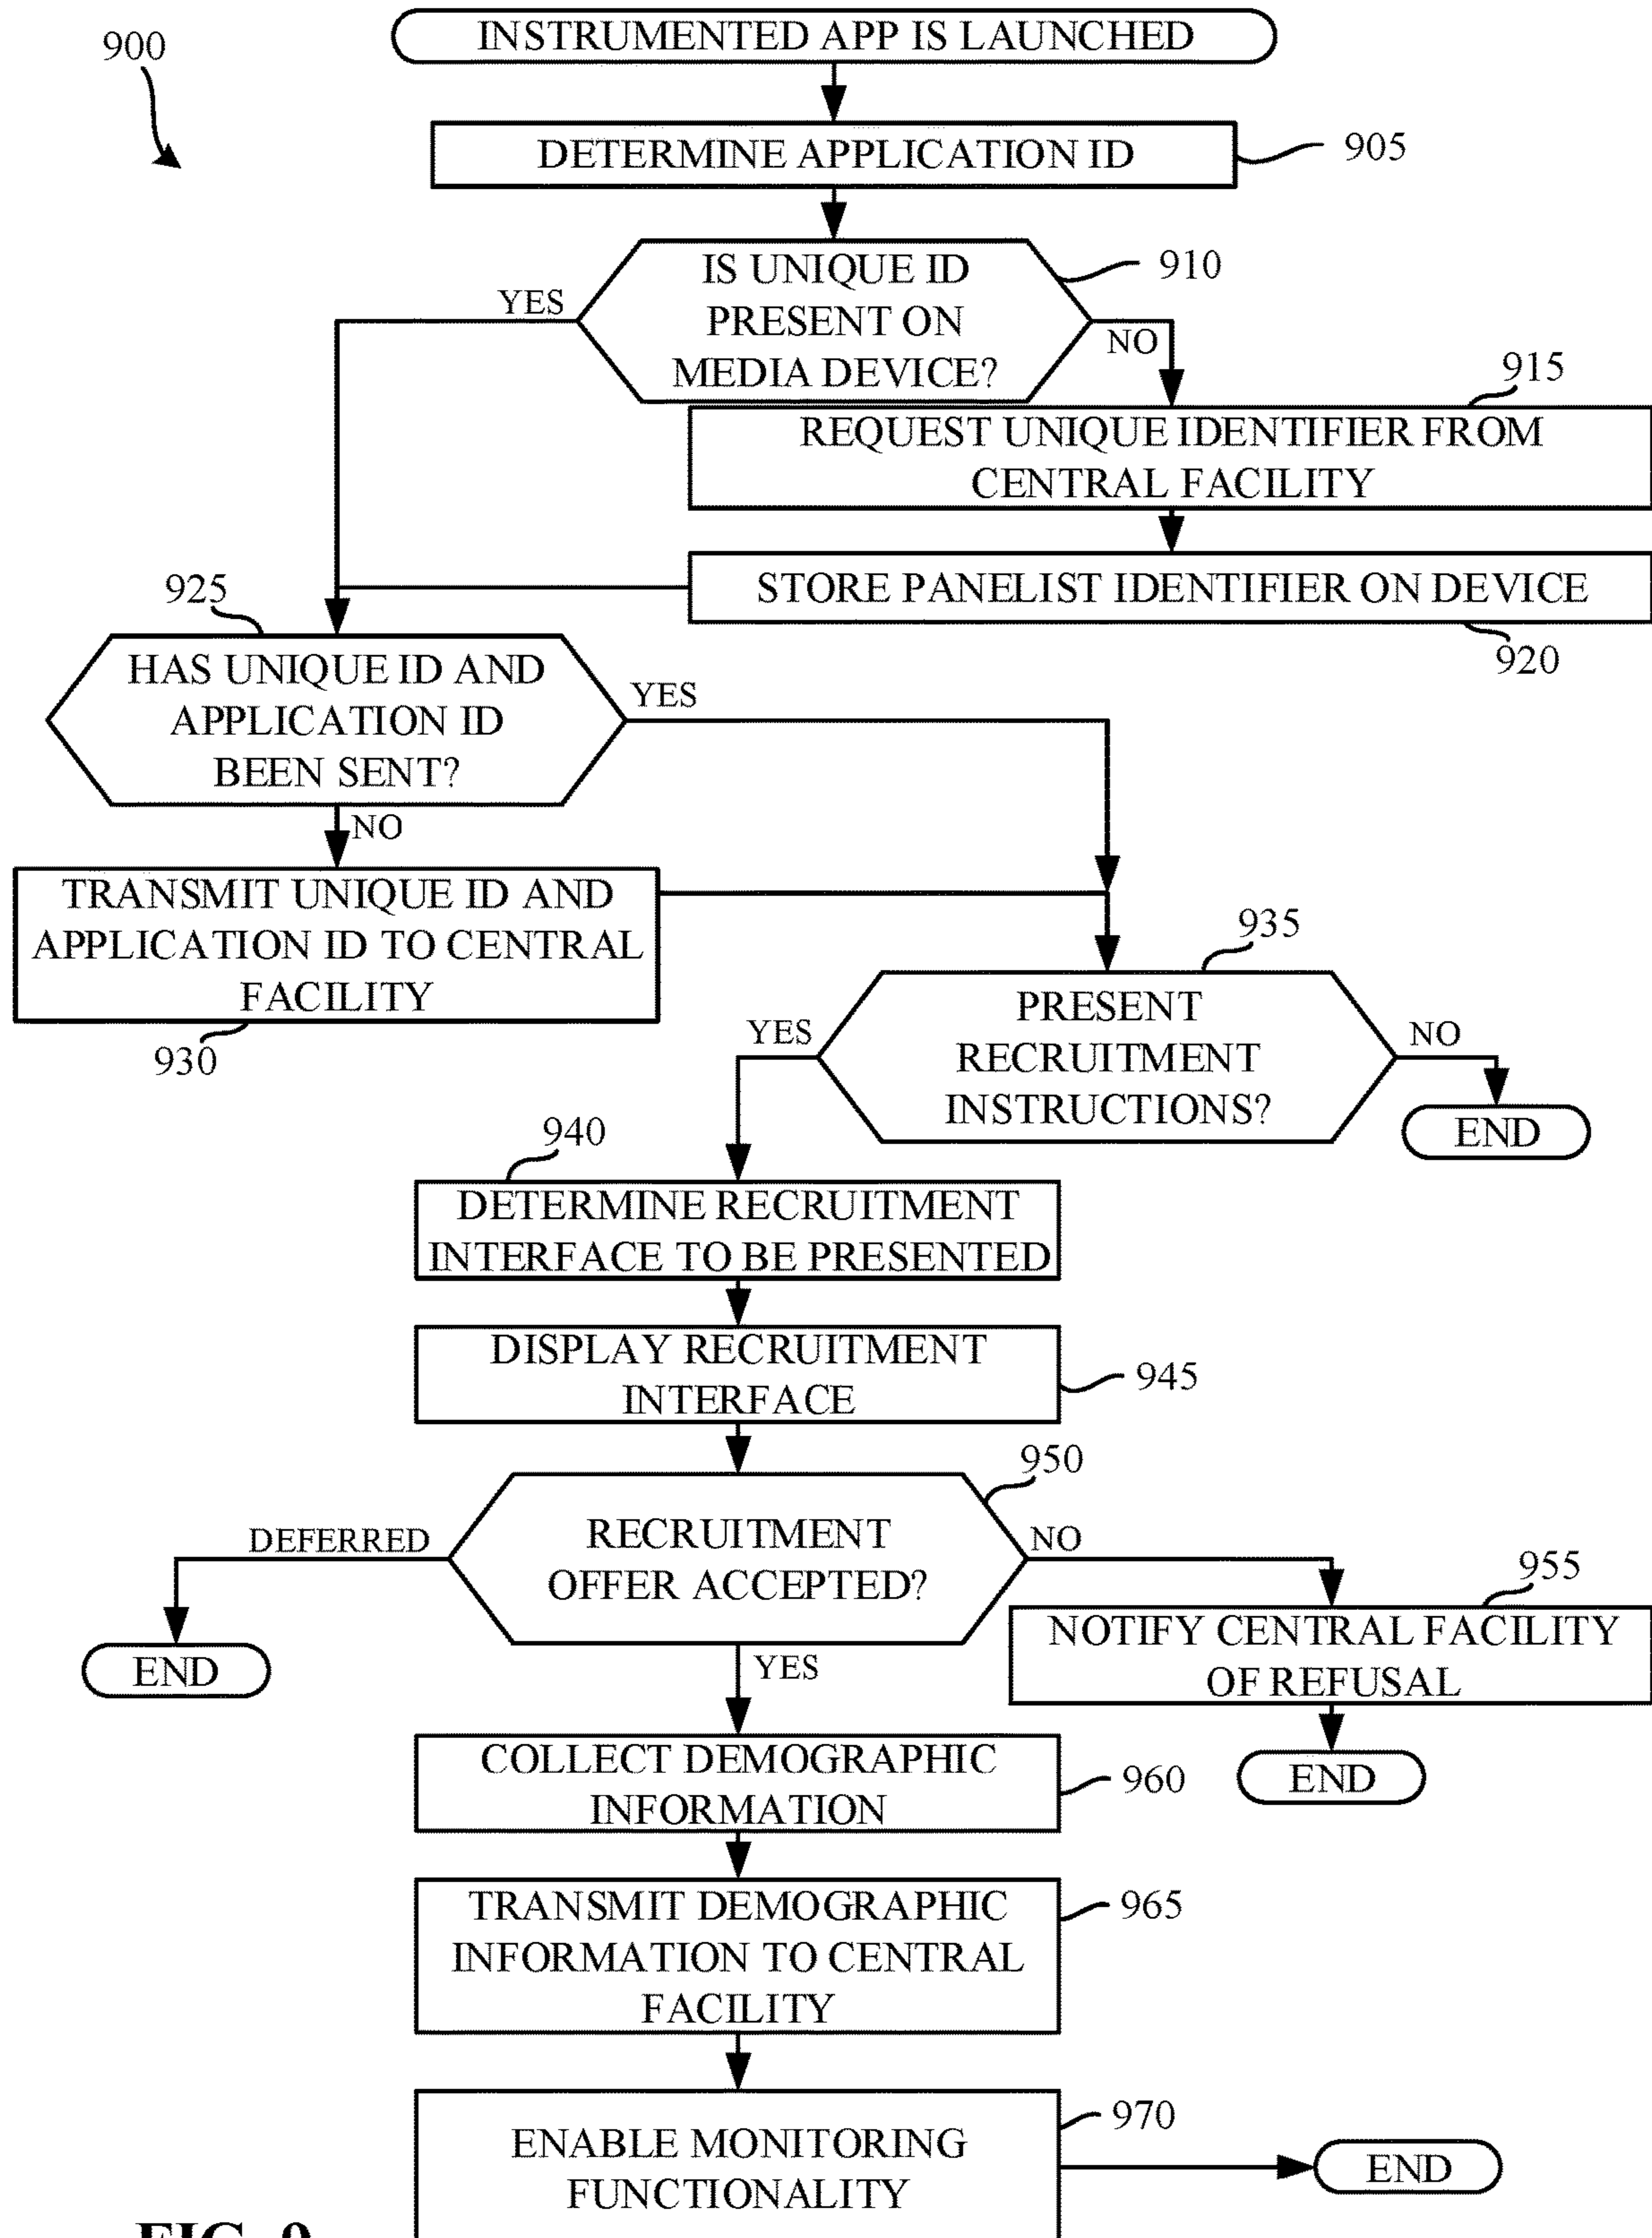 900
INSTRUMENTED APP IS LAUNCHED
DETERMINE APPLICATION ID
905
IS UNIQUE ID
PRESENT ON
MEDIA DEVICE?
910
YES
NO
915
REQUEST UNIQUE IDENTIFIER FROM
CENTRAL FACILITY
STORE PANELIST IDENTIFIER ON DEVICE
920
925
HAS UNIQUE ID AND
APPLICATION ID
BEEN SENT?
YES
NO
TRANSMIT UNIQUE ID AND
APPLICATION ID TO CENTRAL
FACILITY
930
935
PRESENT
RECRUITMENT
INSTRUCTIONS?
YES
NO
END
940
DETERMINE RECRUITMENT
INTERFACE TO BE PRESENTED
DISPLAY RECRUITMENT
INTERFACE
945
950
RECRUITMENT
OFFER ACCEPTED?
DEFERRED
NO
END
YES
955
NOTIFY CENTRAL FACILITY
OF REFUSAL
END
COLLECT DEMOGRAPHIC
INFORMATION
960
TRANSMIT DEMOGRAPHIC
INFORMATION TO CENTRAL
FACILITY
965
ENABLE MONITORING
FUNCTIONALITY
970
END
FIG. 9